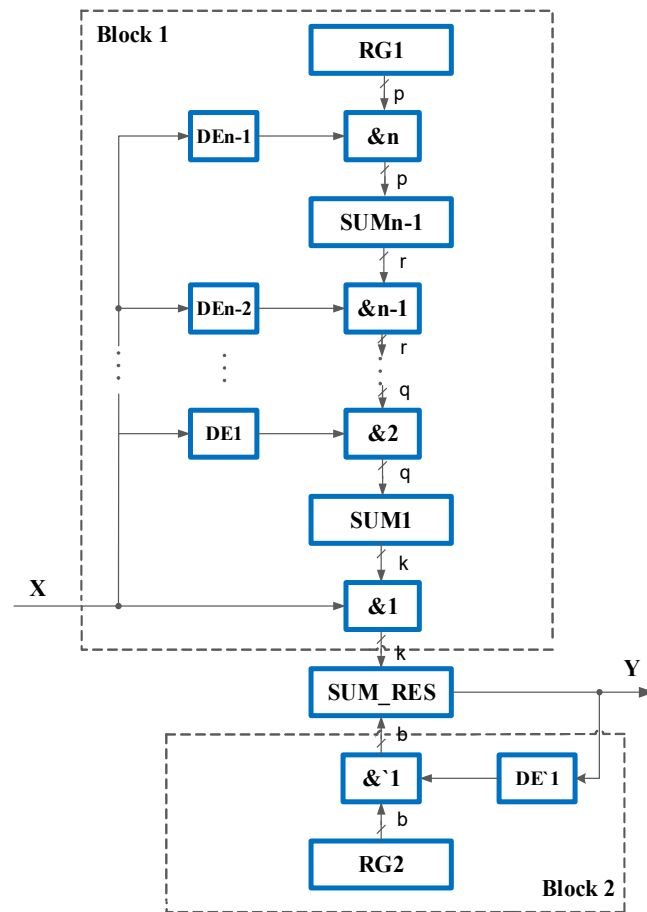 Block 1
RG1
p
DEn-1
&n
p
SUMn-1
r
DEn-2
&n-1
r
q
DE1
&2
q
SUM1
k
X
&1
k
SUM_RES
Y
b
&`1
DE`1
b
RG2
Block 2